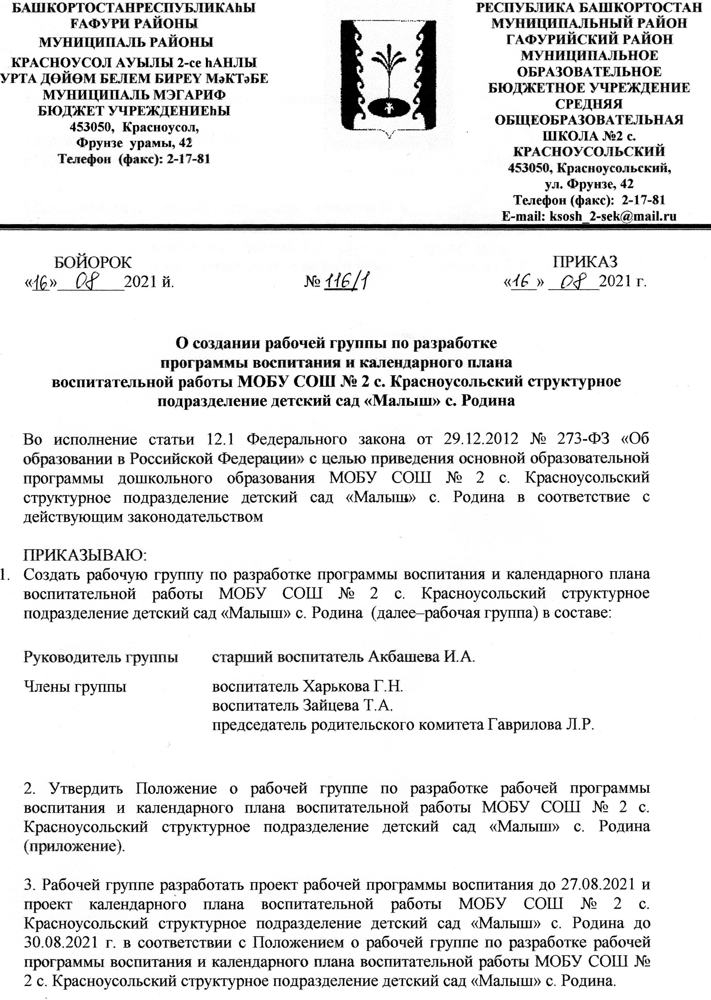 БАШКОРТОСТАНРЕСПУБЛИКАhЫ
ҒАФУРИ РАЙОНЫ
МУНИЦИПАЛЬ РАЙОНЫ
КРАСНОУСОЛ АУЫЛЫ 2-се hАНЛЫ
УРТА ДӨЙӨМ БЕЛЕМ БИРЕҮ МәКТәБЕ
МУНИЦИПАЛЬ МЭГАРИФ
БЮДЖЕТ УЧРЕЖДЕНИЕhЫ
453050, Красноусол,
Фрунзе урамы, 42
Телефон (факс): 2-17-81
РЕСПУБЛИКА БАШКОРТОСТАН
МУНИЦИПАЛЬНЫЙ РАЙОН
ГАФУРИЙСКИЙ РАЙОН
МУНИЦИПАЛЬНОЕ
ОБРАЗОВАТЕЛЬНОЕ
БЮДЖЕТНОЕ УЧРЕЖДЕНИЕ
СРЕДНЯЯ
ОБЩЕОБРАЗОВАТЕЛЬНАЯ
ШКОЛА №2 с.
КРАСНОУСОЛЬСКИЙ
453050, Красноусольский,
ул. Фрунзе, 42
Телефон (факс): 2-17-81
E-mail: ksosh_2-sek@mail.ru
БОЙОРОК ПРИКАЗ
«16» 08 2021 й. № 116/1 «16» 08 2021 г.
О создании рабочей группы по разработке
программы воспитания и календарного плана
воспитательной работы МОБУ СОШ № 2 с. Красноусольский структурное
подразделение детский сад «Малыш» с. Родина
Во исполнение статьи 12.1 Федерального закона от 29.12.2012 № 273-ФЗ «Об
образовании в Российской Федерации» с целью приведения основной образовательной
программы дошкольного образования МОБУ СОШ № 2 с. Красноусольский
структурное подразделение детский сад «Малыш» с. Родина в соответствие с
действующим законодательством
ПРИКАЗЫВАЮ:
1. Создать рабочую группу по разработке программы воспитания и календарного плана
воспитательной работы МОБУ СОШ № 2 с. Красноусольский структурное
подразделение детский сад «Малыш» с. Родина (далее–рабочая группа) в составе:
Руководитель группы старший воспитатель Акбашева И.А.
Члены группы воспитатель Харькова Г.Н.
воспитатель Зайцева Т.А.
председатель родительского комитета Гаврилова Л.Р.
2. Утвердить Положение о рабочей группе по разработке рабочей программы
воспитания и календарного плана воспитательной работы МОБУ СОШ № 2 с.
Красноусольский структурное подразделение детский сад «Малыш» с. Родина
(приложение).
3. Рабочей группе разработать проект рабочей программы воспитания до 27.08.2021 и
проект календарного плана воспитательной работы МОБУ СОШ № 2 с.
Красноусольский структурное подразделение детский сад «Малыш» с. Родина до
30.08.2021 г. в соответствии с Положением о рабочей группе по разработке рабочей
программы воспитания и календарного плана воспитательной работы МОБУ СОШ №
2 с. Красноусольский структурное подразделение детский сад «Малыш» с. Родина.